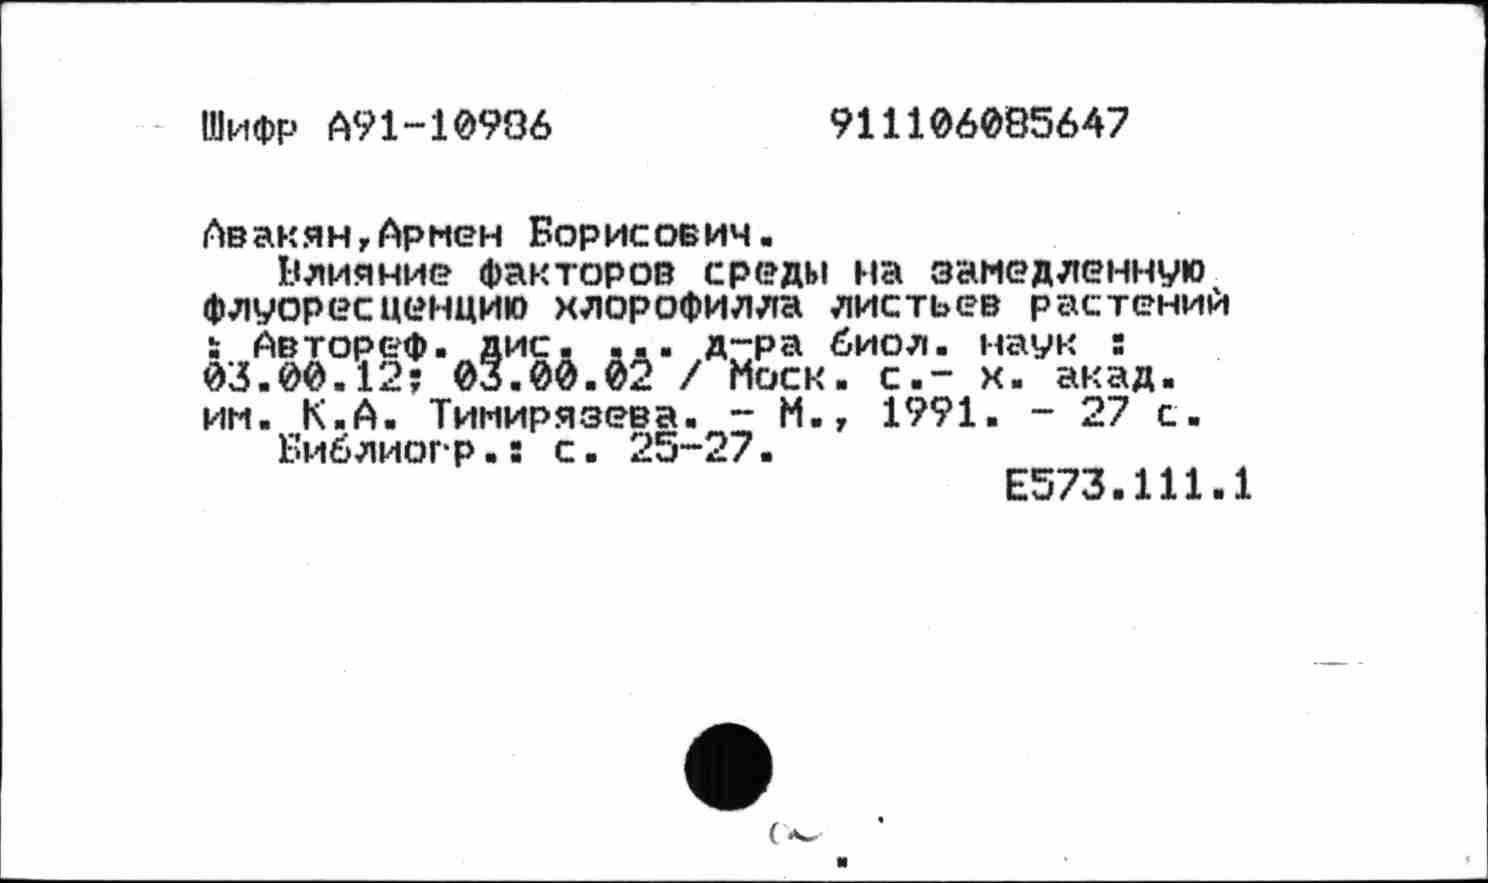 Шифр А91-10986 911106085647
Авакян,Армен Борисович.
Влияние факторов среды на замедленную
флуоресценцию хлорофилла листьев растений
: Автореф. дис. ... д-ра биол. наук :
03.00.12; 03.00.02 / Моск. с.- х. акад.
им. К.А. Тимирязева. - М., 1991. - 27 с.
Библиогр.: с. 25-27.
Е573.111.1